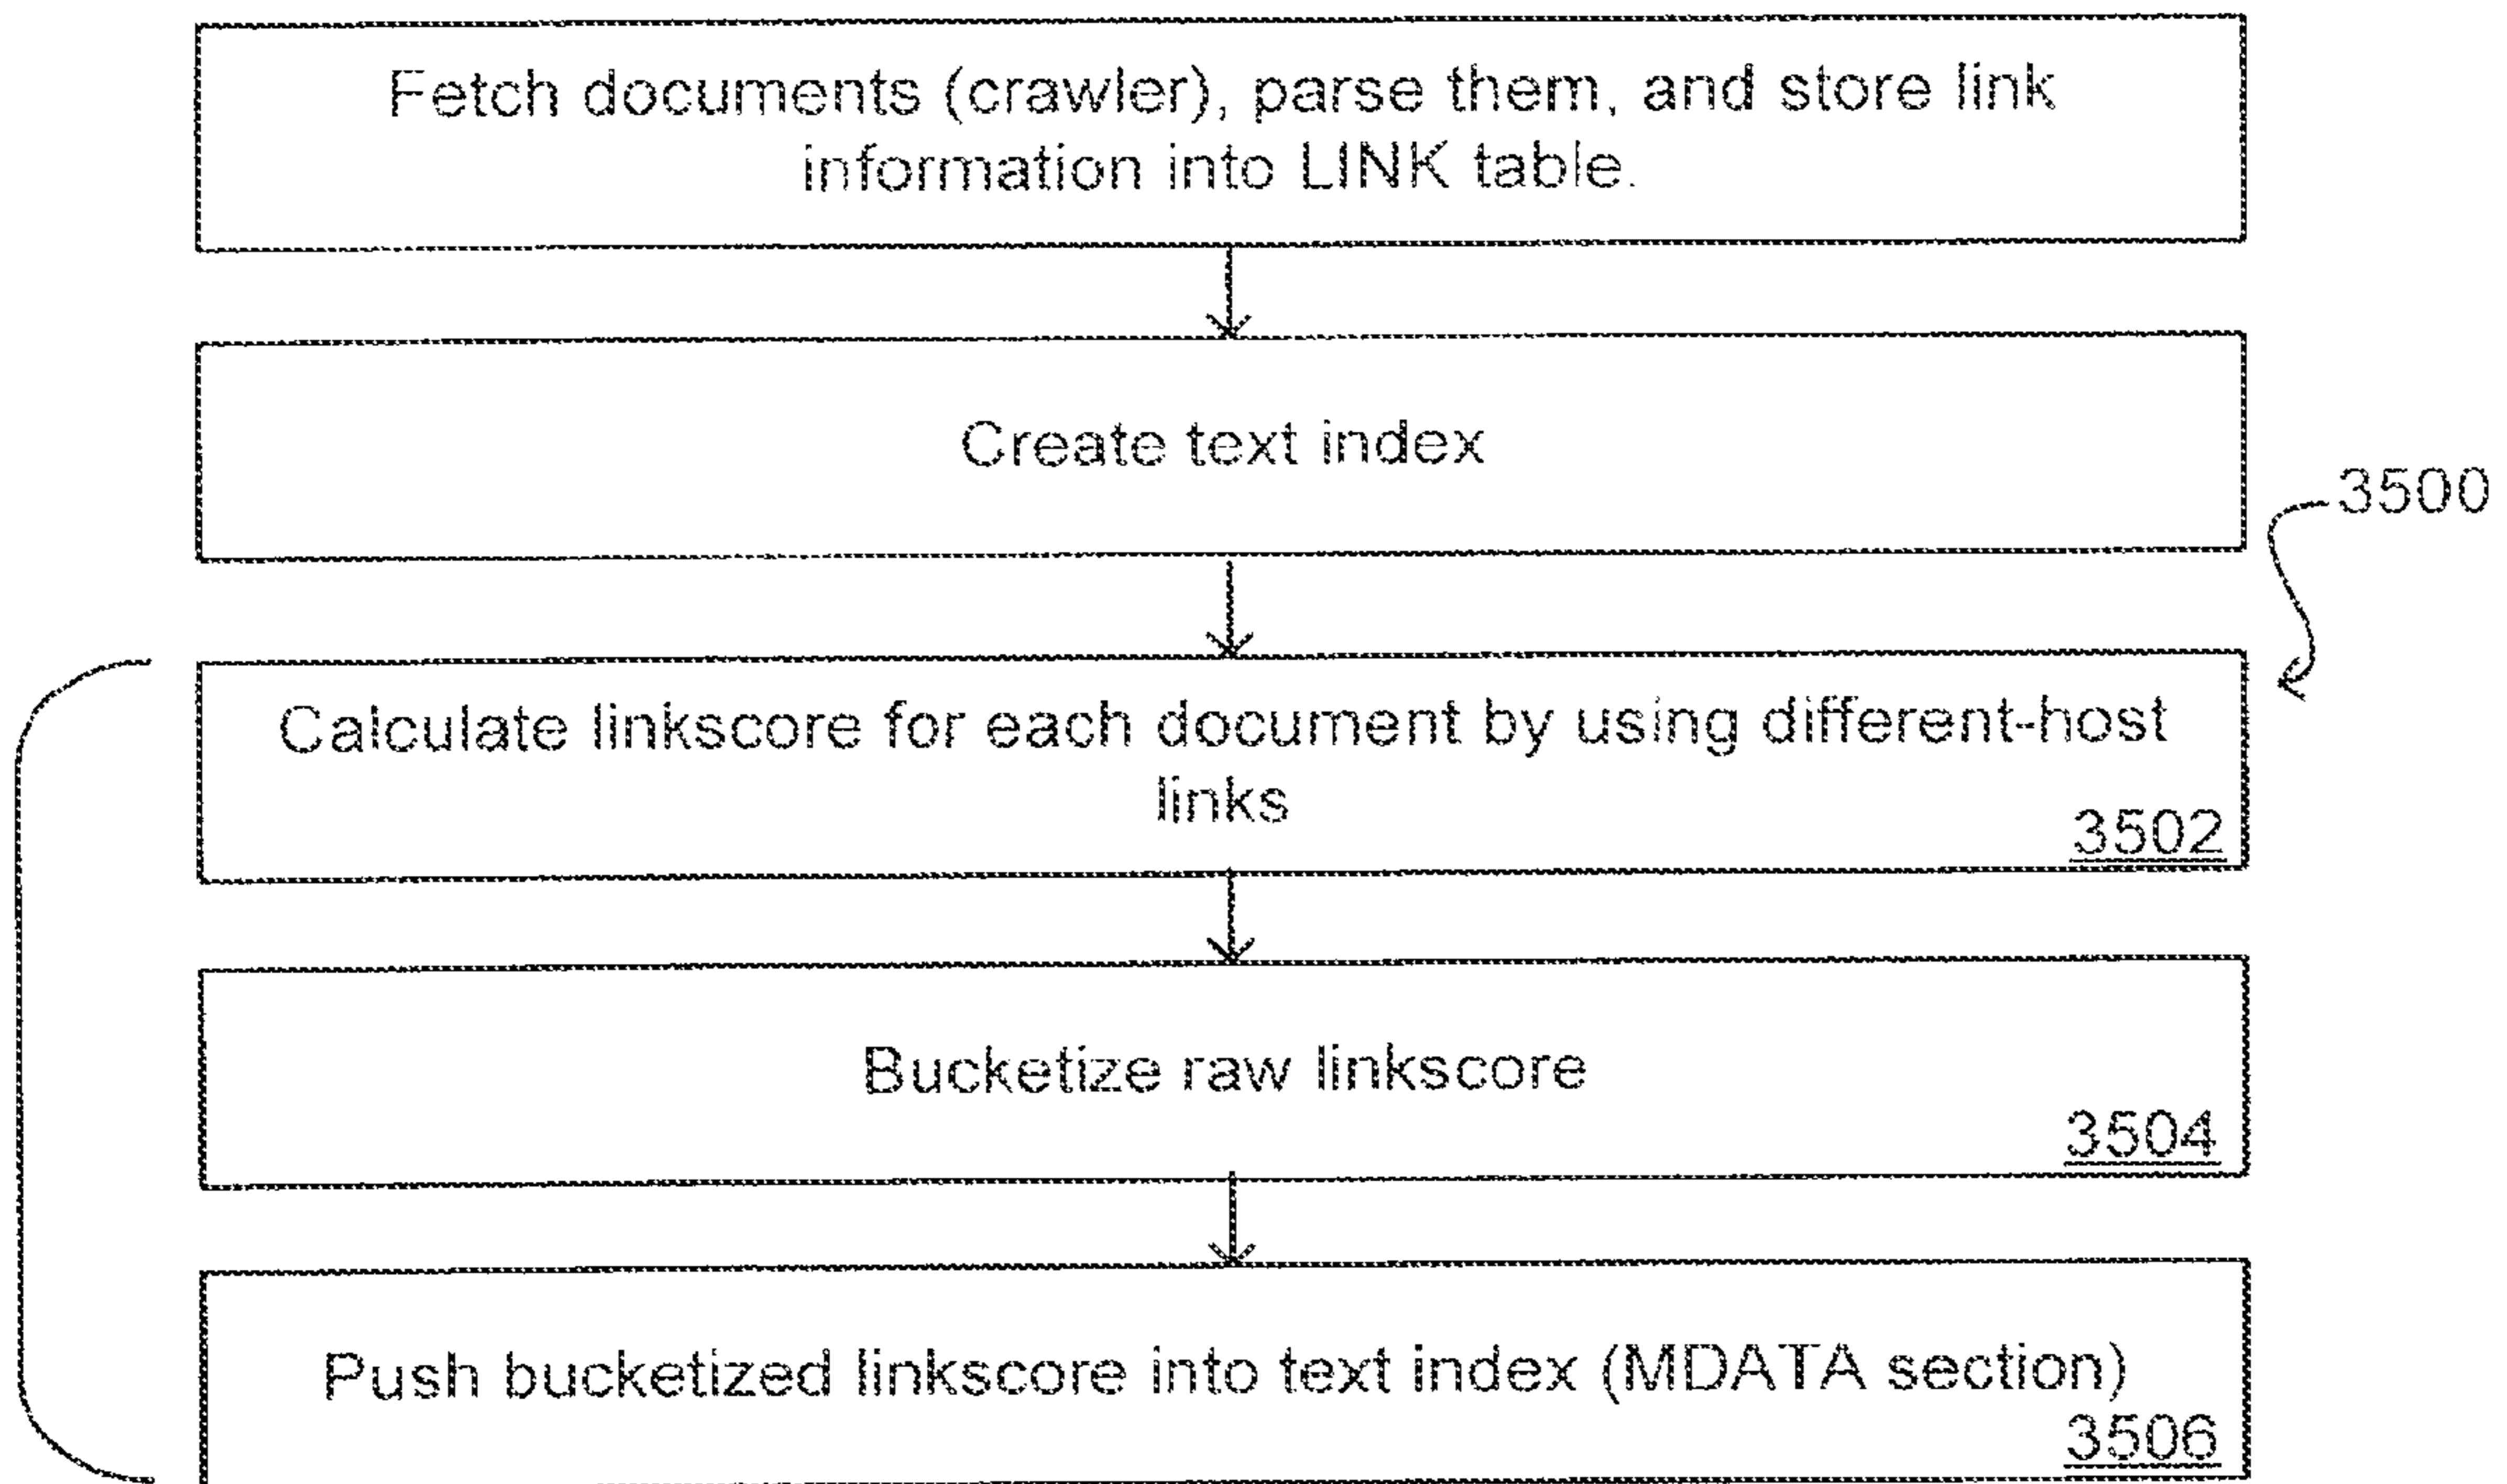 Fetch documents (crawler), parse them, and store link
information into LINK table.
Create text index
3500
Calculate linkscore for each document by using different-host
links
3502
Bucketize raw linkscore
3504
Push bucketized linkscore into text index (MDATA section)
3506